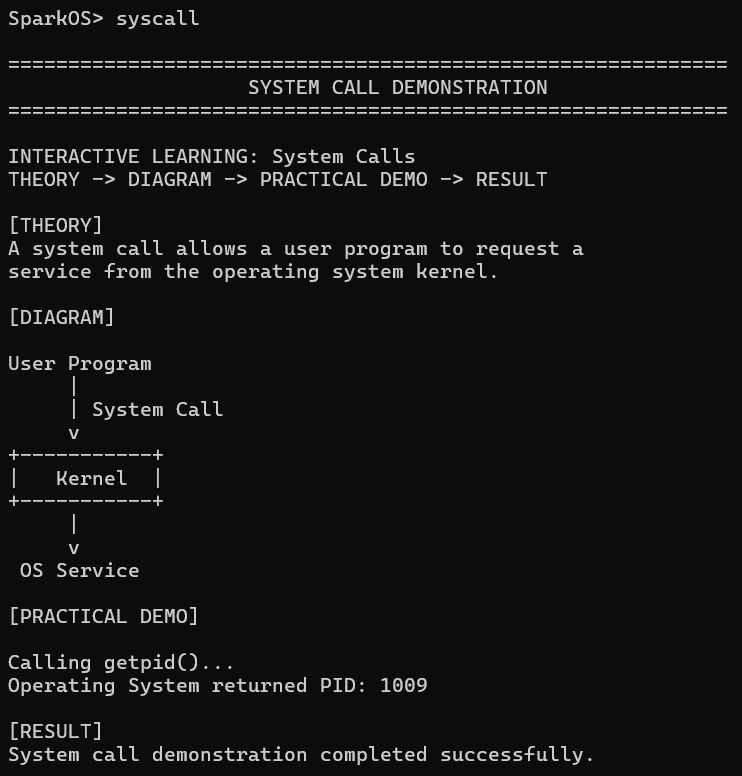 SparkOS> syscall
============================================================
                    SYSTEM CALL DEMONSTRATION
============================================================
INTERACTIVE LEARNING: System Calls
THEORY -> DIAGRAM -> PRACTICAL DEMO -> RESULT
[THEORY]
A system call allows a user program to request a
service from the operating system kernel.
[DIAGRAM]
User Program
     |
     | System Call
     v
+-----------+
|   Kernel  |
+-----------+
     |
     v
 OS Service
[PRACTICAL DEMO]
Calling getpid()...
Operating System returned PID: 1009
[RESULT]
System call demonstration completed successfully.